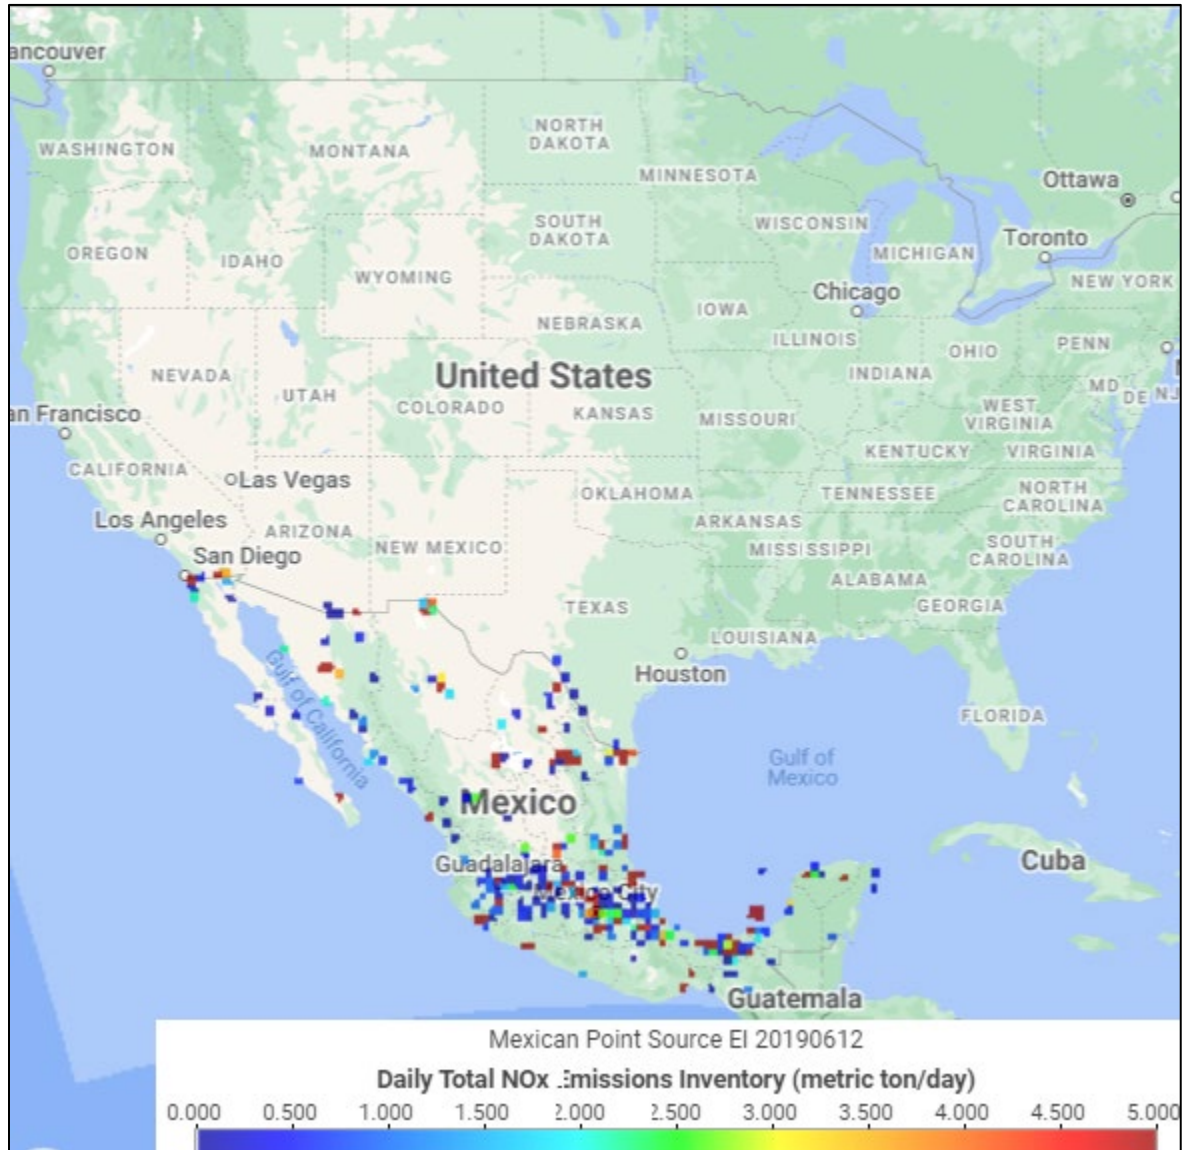 ancouver
NORTH
DAKOTA
WASHINGTON
MONTANA
MINNESOTA
Ottawa
SOUTH
DAKOTA
WISCONSIN
OREGON
IDAHO
MICHIGAN
Toronto
WYOMING
NEW YORK
Chicago
IOWA
NEBRASKA
ILLINOIS
OHIO
PENN
United States
NEVADA
UTAH
COLORADO
KANSAS
INDIANA
MD
DE
NJ
an Francisco
MISSOURI
WEST
VIRGINIA
KENTUCKY
VIRGINIA
CALIFORNIA
Las Vegas
OKLAHOMA
TENNESSEE
NORTH
CAROLINA
Los Angeles
ARIZONA
NEW MEXICO
ARKANSAS
MISSISSIPPI
SOUTH
CAROLINA
San Diego
ALABAMA
TEXAS
GEORGIA
LOUISIANA
Houston
Gulf of California
FLORIDA
Gulf of
Mexico
Mexico
Guadalajara
Cuba
Mexico City
Guatemala
Mexican Point Source EI 20190612
Daily Total NOx .Emissions Inventory (metric ton/day)
0.000 0.500 1.000 1.500 2.000 2.500 3.000 3.500 4.000 4.500 5.000